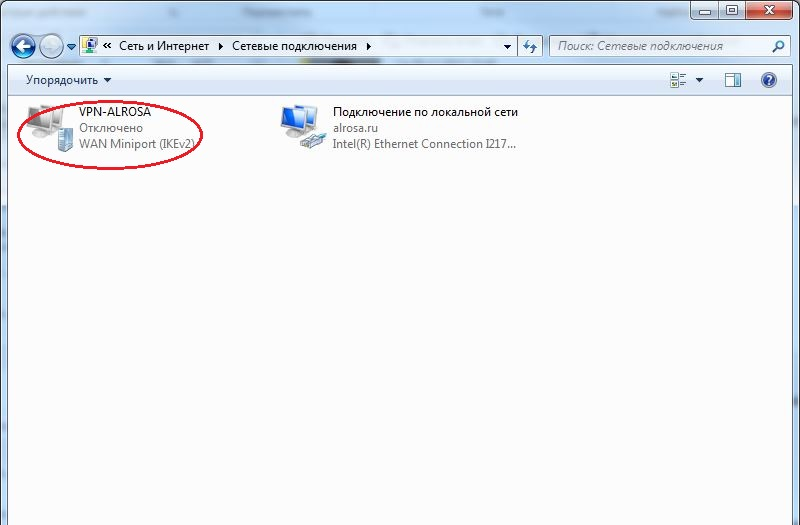 « Сеть и Интернет ▸ Сетевые подключения ▸
Поиск: Сетевые подключения
Упорядочить
VPN-ALROSA
Отключено
WAN Miniport (IKEv2)
Подключение по локальной сети
alrosa.ru
Intel(R) Ethernet Connection I217...